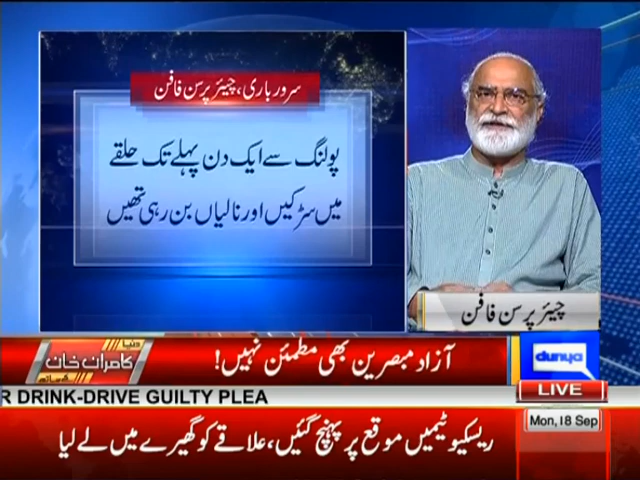 سرور باری، چیئرپرسن فافن
پولنگ سے ایک دن پہلے تک حلقے
میں سڑکیں اور نالیاں بن رہی تھیں
چیئرپرسن فافن
دنیا
کامران خان
آزاد مبصرین بھی مطمئن نہیں!
dunya
LIVE
R DRINK-DRIVE GUILTY PLEA
Mon,18 Sep
ریسکیو ٹیمیں موقع پر پہنچ گئیں، علاقے کو گھیرے میں لے لیا